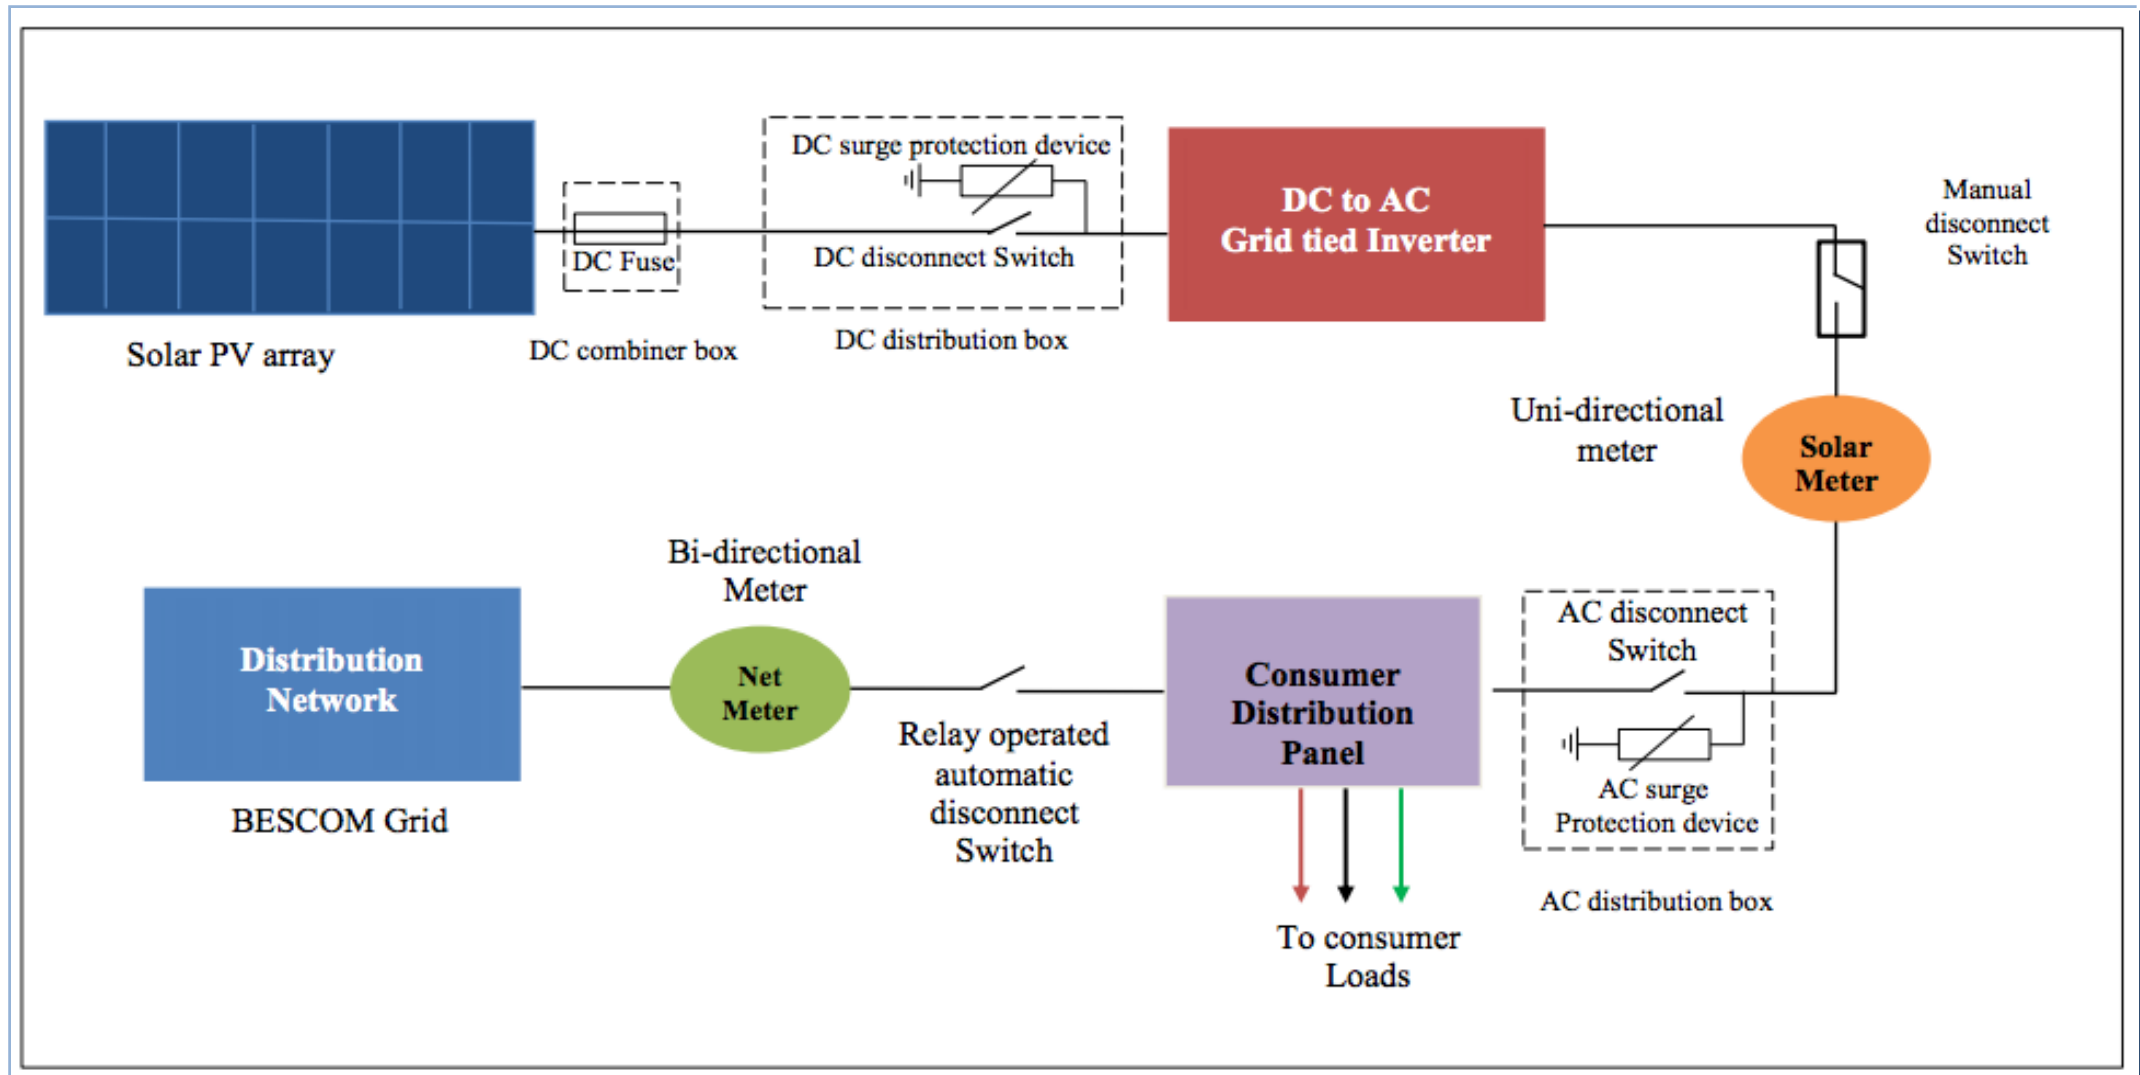 DC surge protection device
DC to AC
Grid tied Inverter
Manual
disconnect
Switch
DC Fuse
DC disconnect Switch
Solar PV array
DC combiner box
DC distribution box
Uni-directional
meter
Solar
Meter
Bi-directional
Meter
Distribution
Network
Net
Meter
Consumer
Distribution
Panel
AC disconnect
Switch
BESCOM Grid
Relay operated
automatic
disconnect
Switch
AC surge
Protection device
AC distribution box
To consumer
Loads